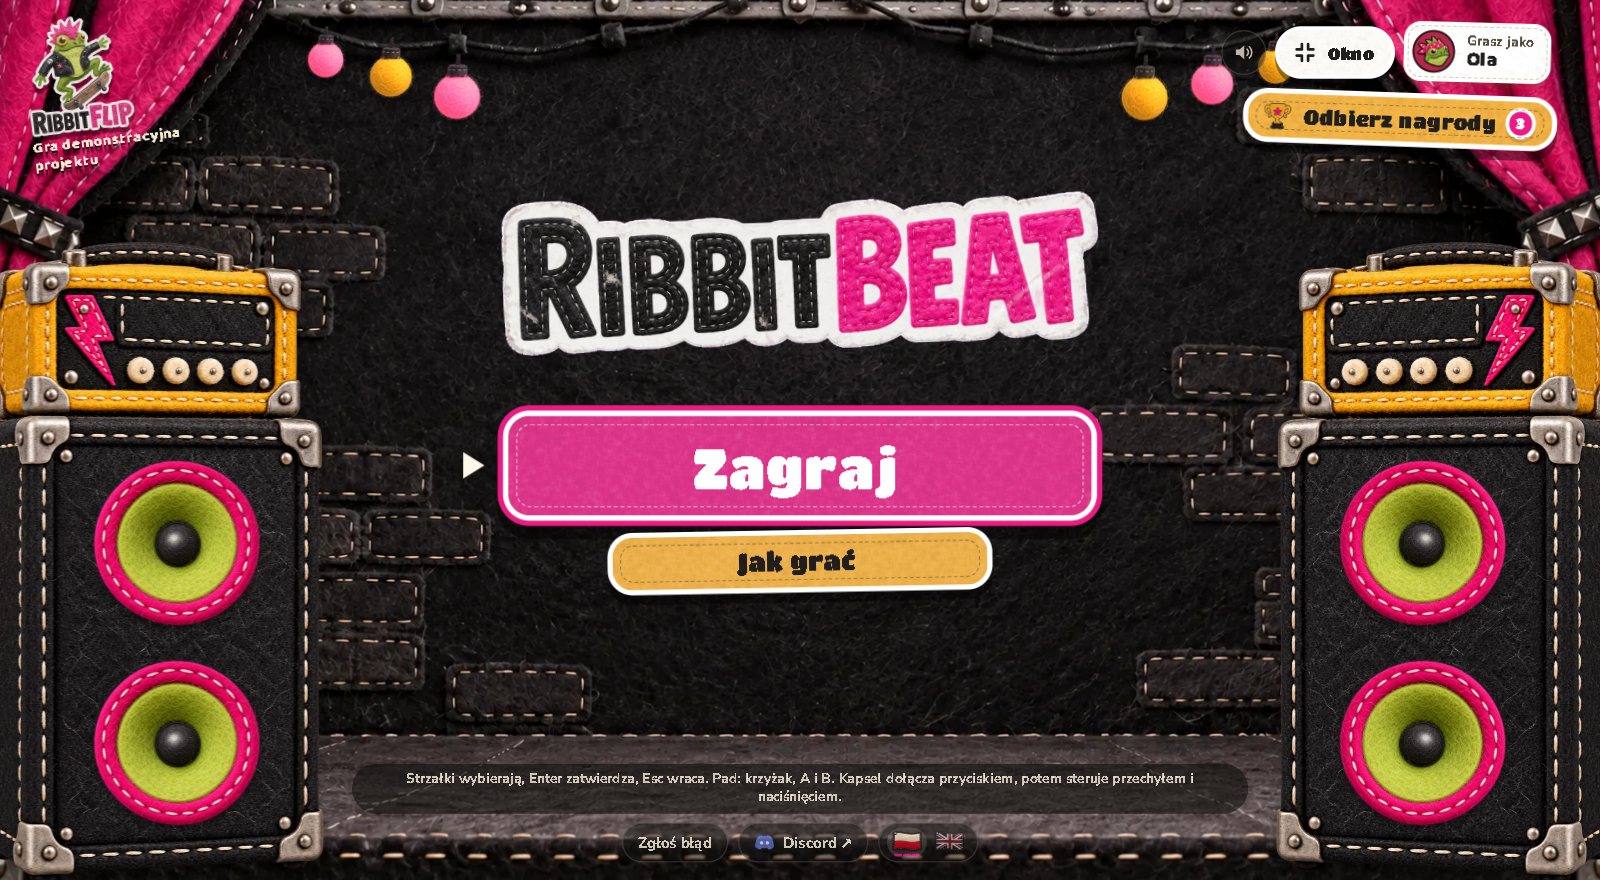 RIBBITFLIP
Gra demonstracyjna
projektu
Okno
Grasz jako
Ola
Odbierz nagrody 3
RIBBITBEAT
Zagraj
Jak grać
Strzałki wybierają, Enter zatwierdza, Esc wraca. Pad: krzyżak, A i B. Kapsel dołącza przyciskiem, potem steruje przechyłem i
naciśnięciem.
Zgłoś błąd
Discord ↗